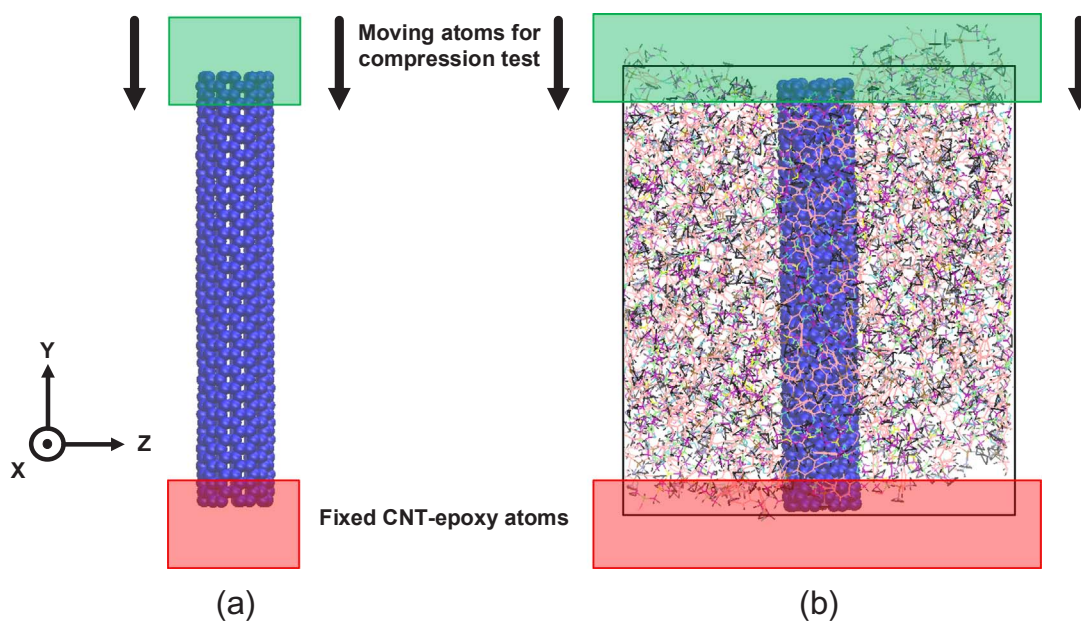 Moving atoms for
compression test
Y
Z
X
Fixed CNT-epoxy atoms
(a)
(b)